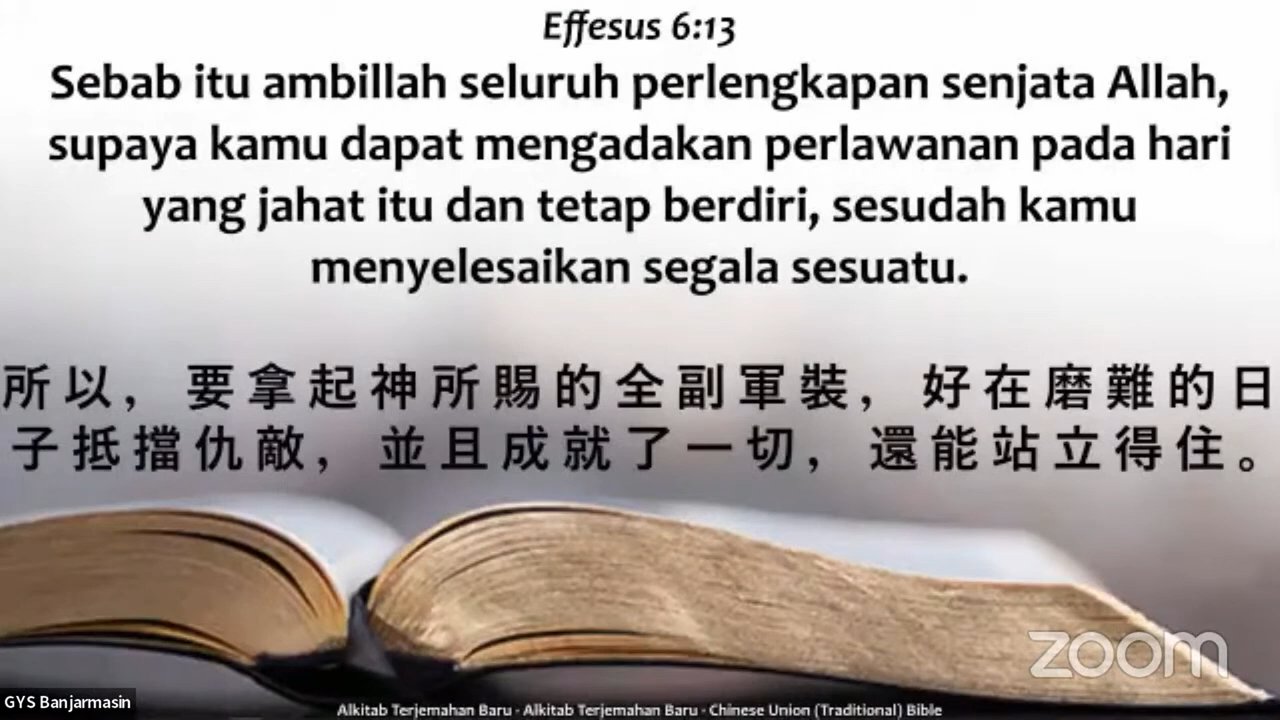 Effesus 6:13
Sebab itu ambillah seluruh perlengkapan senjata Allah,
supaya kamu dapat mengadakan perlawanan pada hari
yang jahat itu dan tetap berdiri, sesudah kamu
menyelesaikan segala sesuatu.
所以，要拿起神所賜的全副軍裝，好在磨難的日
子抵擋仇敵，並且成就了一切，還能站立得住。
zoom
GYS Banjarmasin
Alkitab Terjemahan Baru - Alkitab Terjemahan Baru - Chinese Union (Traditional) Bible